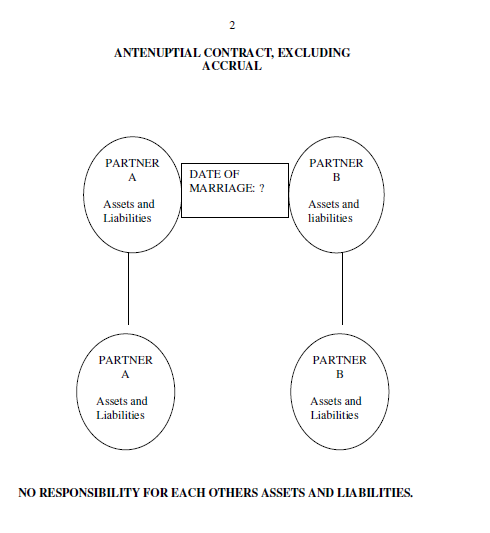 2
ANTENUPTIAL CONTRACT, EXCLUDING
ACCRUAL
PARTNER
A
Assets and
Liabilities
DATE OF
MARRIAGE: ?
PARTNER
B
Assets and
liabilities
PARTNER
A
Assets and
Liabilities
PARTNER
B
Assets and
Liabilities
NO RESPONSIBILITY FOR EACH OTHERS ASSETS AND LIABILITIES.